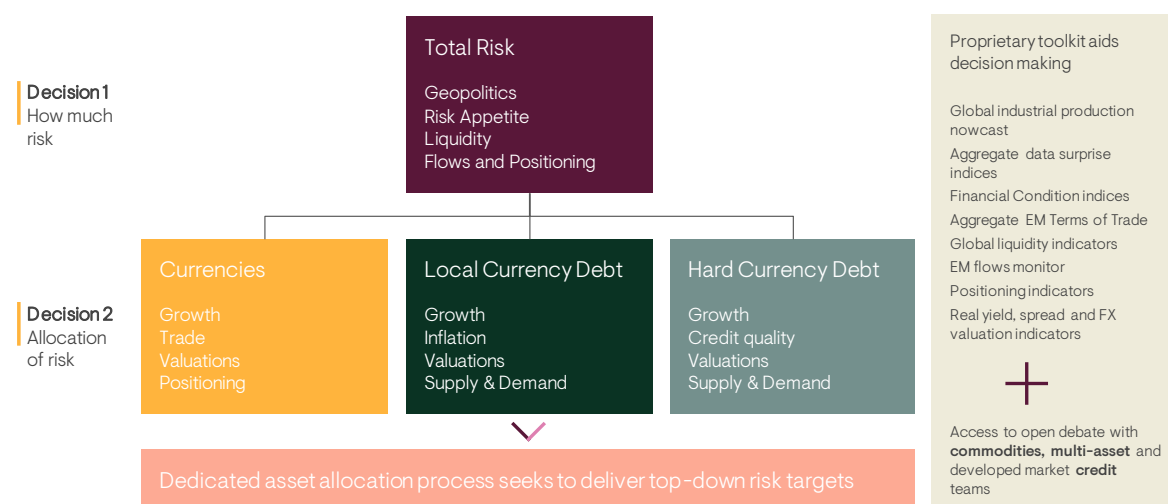 Decision 1
How much
risk
Total Risk
Geopolitics
Risk Appetite
Liquidity
Flows and Positioning
Decision 2
Allocation
of risk
Currencies
Growth
Trade
Valuations
Positioning
Local Currency Debt
Growth
Inflation
Valuations
Supply & Demand
Hard Currency Debt
Growth
Credit quality
Valuations
Supply & Demand
Dedicated asset allocation process seeks to deliver top-down risk targets
Proprietary toolkit aids
decision making
Global industrial production
nowcast
Aggregate data surprise
indices
Financial Condition indices
Aggregate EM Terms of Trade
Global liquidity indicators
EM flows monitor
Positioning indicators
Real yield, spread and FX
valuation indicators
Access to open debate with
commodities, multi-asset and
developed market credit
teams